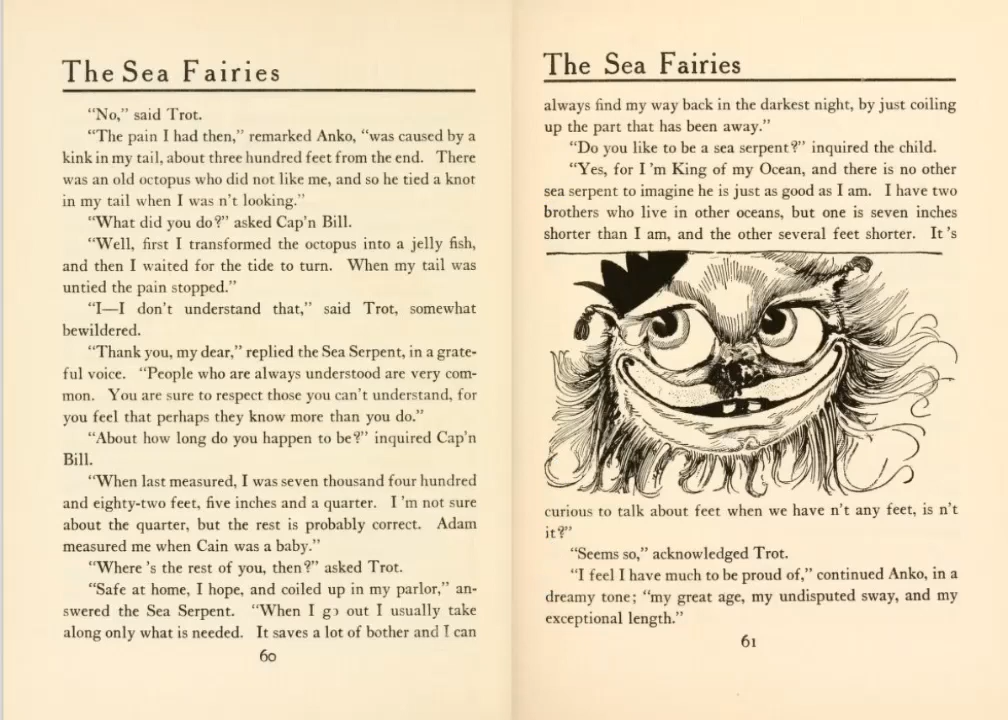 The Sea Fairies
"No," said Trot.
"The pain I had then," remarked Anko, "was caused by a
kink in my tail, about three hundred feet from the end. There
was an old octopus who did not like me, and so he tied a knot
in my tail when I was n't looking."
"What did you do?" asked Cap'n Bill.
"Well, first I transformed the octopus into a jelly fish,
and then I waited for the tide to turn. When my tail was
untied the pain stopped."
"I—I don't understand that," said Trot, somewhat
bewildered.
"Thank you, my dear," replied the Sea Serpent, in a grate-
ful voice. "People who are always understood are very com-
mon. You are sure to respect those you can't understand, for
you feel that perhaps they know more than you do."
"About how long do you happen to be?" inquired Cap'n
Bill.
"When last measured, I was seven thousand four hundred
and eighty-two feet, five inches and a quarter. I 'm not sure
about the quarter, but the rest is probably correct. Adam
measured me when Cain was a baby."
"Where 's the rest of you, then?" asked Trot.
"Safe at home, I hope, and coiled up in my parlor," an-
swered the Sea Serpent. "When I go out I usually take
along only what is needed. It saves a lot of bother and I can
60
The Sea Fairies
always find my way back in the darkest night, by just coiling
up the part that has been away."
"Do you like to be a sea serpent?" inquired the child.
"Yes, for I 'm King of my Ocean, and there is no other
sea serpent to imagine he is just as good as I am. I have two
brothers who live in other oceans, but one is seven inches
shorter than I am, and the other several feet shorter. It 's
curious to talk about feet when we have n't any feet, is n't
it?"
"Seems so," acknowledged Trot.
"I feel I have much to be proud of," continued Anko, in a
dreamy tone; "my great age, my undisputed sway, and my
exceptional length."
61